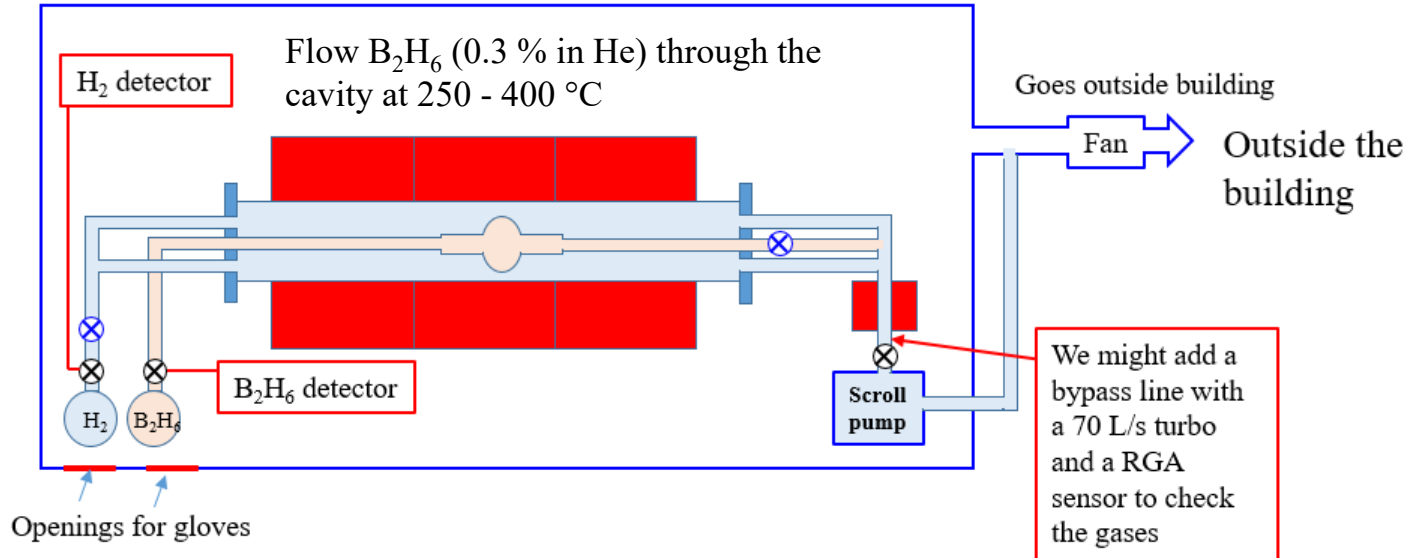 Flow B₂H₆ (0.3 % in He) through the
cavity at 250 - 400 °C
H₂ detector
Goes outside building
Fan
Outside the
building
B₂H₆ detector
H₂
B₂H₆
Scroll
pump
We might add a
bypass line with
a 70 L/s turbo
and a RGA
sensor to check
the gases
Openings for gloves